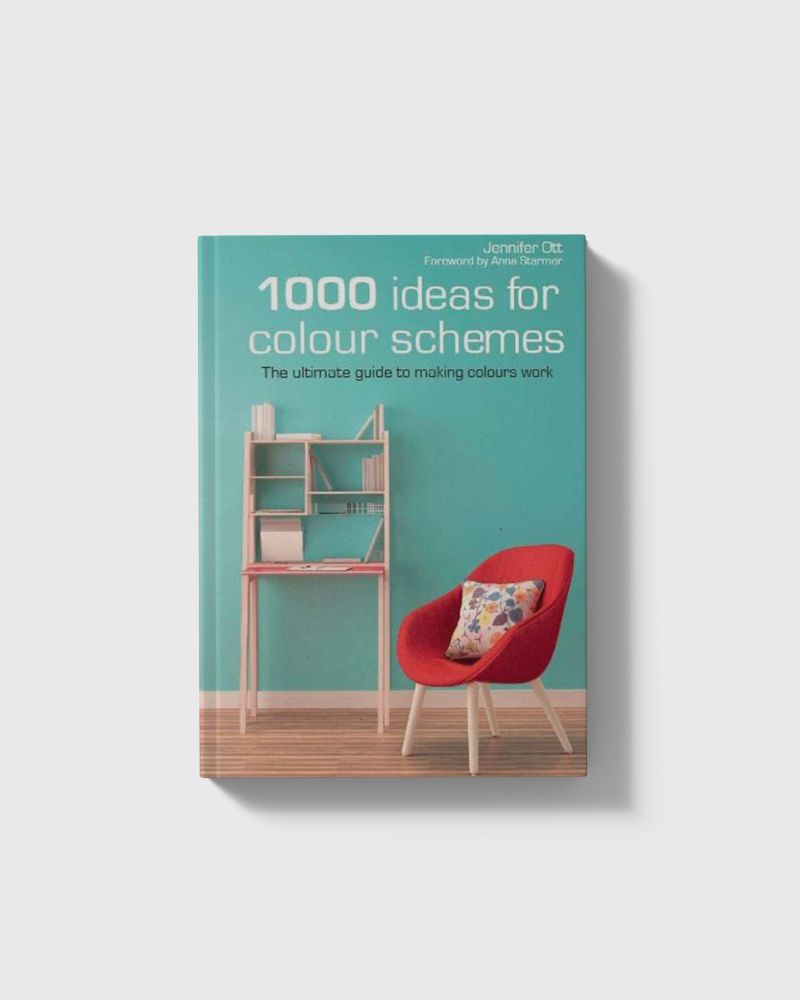 Jennifer Ott
Foreword by Anna Starmer
1000 ideas for
colour schemes
The ultimate guide to making colours work